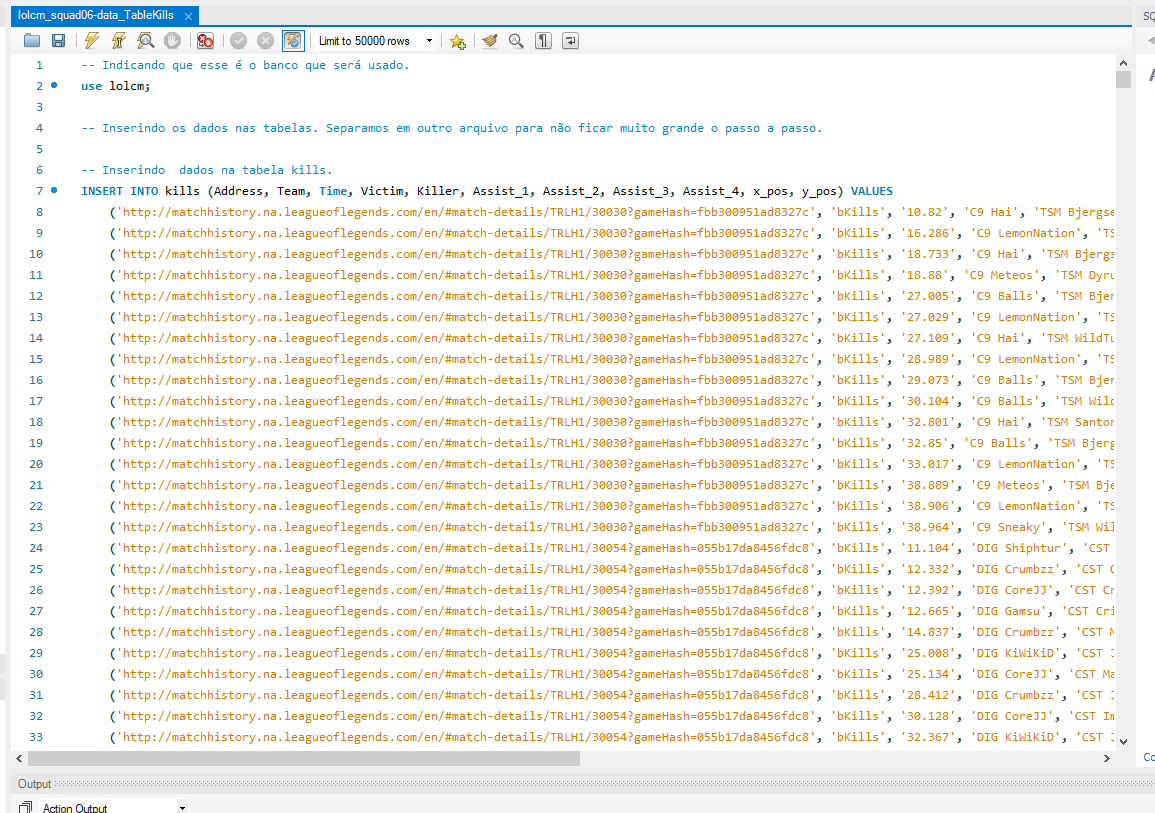 lolcm_squad06-data_TableKills
SQ
Limit to 50000 rows
1 -- Indicando que esse é o banco que será usado.
2 use lolcm;
3
4 -- Inserindo os dados nas tabelas. Separamos em outro arquivo para não ficar muito grande o passo a passo.
5
6 -- Inserindo  dados na tabela kills.
7 INSERT INTO kills (Address, Team, Time, Victim, Killer, Assist_1, Assist_2, Assist_3, Assist_4, x_pos, y_pos) VALUES
8 ('http://matchhistory.na.leagueoflegends.com/en/#match-details/TRLH1/30030?gameHash=fbb300951ad8327c', 'bKills', '10.82', 'C9 Hai', 'TSM Bjergse
9 ('http://matchhistory.na.leagueoflegends.com/en/#match-details/TRLH1/30030?gameHash=fbb300951ad8327c', 'bKills', '16.286', 'C9 LemonNation', 'TS
10 ('http://matchhistory.na.leagueoflegends.com/en/#match-details/TRLH1/30030?gameHash=fbb300951ad8327c', 'bKills', '18.733', 'C9 Hai', 'TSM Bjergs
11 ('http://matchhistory.na.leagueoflegends.com/en/#match-details/TRLH1/30030?gameHash=fbb300951ad8327c', 'bKills', '18.88', 'C9 Meteos', 'TSM Dyru
12 ('http://matchhistory.na.leagueoflegends.com/en/#match-details/TRLH1/30030?gameHash=fbb300951ad8327c', 'bKills', '27.005', 'C9 Balls', 'TSM Bjer
13 ('http://matchhistory.na.leagueoflegends.com/en/#match-details/TRLH1/30030?gameHash=fbb300951ad8327c', 'bKills', '27.029', 'C9 LemonNation', 'TS
14 ('http://matchhistory.na.leagueoflegends.com/en/#match-details/TRLH1/30030?gameHash=fbb300951ad8327c', 'bKills', '27.109', 'C9 Hai', 'TSM WildTu
15 ('http://matchhistory.na.leagueoflegends.com/en/#match-details/TRLH1/30030?gameHash=fbb300951ad8327c', 'bKills', '28.989', 'C9 LemonNation', 'TS
16 ('http://matchhistory.na.leagueoflegends.com/en/#match-details/TRLH1/30030?gameHash=fbb300951ad8327c', 'bKills', '29.073', 'C9 Balls', 'TSM Bjer
17 ('http://matchhistory.na.leagueoflegends.com/en/#match-details/TRLH1/30030?gameHash=fbb300951ad8327c', 'bKills', '30.104', 'C9 Balls', 'TSM Wild
18 ('http://matchhistory.na.leagueoflegends.com/en/#match-details/TRLH1/30030?gameHash=fbb300951ad8327c', 'bKills', '32.801', 'C9 Hai', 'TSM Santor
19 ('http://matchhistory.na.leagueoflegends.com/en/#match-details/TRLH1/30030?gameHash=fbb300951ad8327c', 'bKills', '32.85', 'C9 Balls', 'TSM Bjerg
20 ('http://matchhistory.na.leagueoflegends.com/en/#match-details/TRLH1/30030?gameHash=fbb300951ad8327c', 'bKills', '33.017', 'C9 LemonNation', 'TS
21 ('http://matchhistory.na.leagueoflegends.com/en/#match-details/TRLH1/30030?gameHash=fbb300951ad8327c', 'bKills', '38.889', 'C9 Meteos', 'TSM Bje
22 ('http://matchhistory.na.leagueoflegends.com/en/#match-details/TRLH1/30030?gameHash=fbb300951ad8327c', 'bKills', '38.906', 'C9 LemonNation', 'TS
23 ('http://matchhistory.na.leagueoflegends.com/en/#match-details/TRLH1/30030?gameHash=fbb300951ad8327c', 'bKills', '38.964', 'C9 Sneaky', 'TSM Wil
24 ('http://matchhistory.na.leagueoflegends.com/en/#match-details/TRLH1/30054?gameHash=055b17da8456fdc8', 'bKills', '11.104', 'DIG Shiphtur', 'CST
25 ('http://matchhistory.na.leagueoflegends.com/en/#match-details/TRLH1/30054?gameHash=055b17da8456fdc8', 'bKills', '12.332', 'DIG Crumbzz', 'CST
26 ('http://matchhistory.na.leagueoflegends.com/en/#match-details/TRLH1/30054?gameHash=055b17da8456fdc8', 'bKills', '12.392', 'DIG CoreJJ', 'CST Cr
27 ('http://matchhistory.na.leagueoflegends.com/en/#match-details/TRLH1/30054?gameHash=055b17da8456fdc8', 'bKills', '12.665', 'DIG Gamsu', 'CST Cri
28 ('http://matchhistory.na.leagueoflegends.com/en/#match-details/TRLH1/30054?gameHash=055b17da8456fdc8', 'bKills', '14.837', 'DIG Crumbzz', 'CST
29 ('http://matchhistory.na.leagueoflegends.com/en/#match-details/TRLH1/30054?gameHash=055b17da8456fdc8', 'bKills', '25.008', 'DIG KiWiKiD', 'CST
30 ('http://matchhistory.na.leagueoflegends.com/en/#match-details/TRLH1/30054?gameHash=055b17da8456fdc8', 'bKills', '25.134', 'DIG CoreJJ', 'CST Ma
31 ('http://matchhistory.na.leagueoflegends.com/en/#match-details/TRLH1/30054?gameHash=055b17da8456fdc8', 'bKills', '28.412', 'DIG Crumbzz', 'CST
32 ('http://matchhistory.na.leagueoflegends.com/en/#match-details/TRLH1/30054?gameHash=055b17da8456fdc8', 'bKills', '30.128', 'DIG CoreJJ', 'CST Im
33 ('http://matchhistory.na.leagueoflegends.com/en/#match-details/TRLH1/30054?gameHash=055b17da8456fdc8', 'bKills', '32.367', 'DIG KiWiKiD', 'CST
Co
Output
Action Output